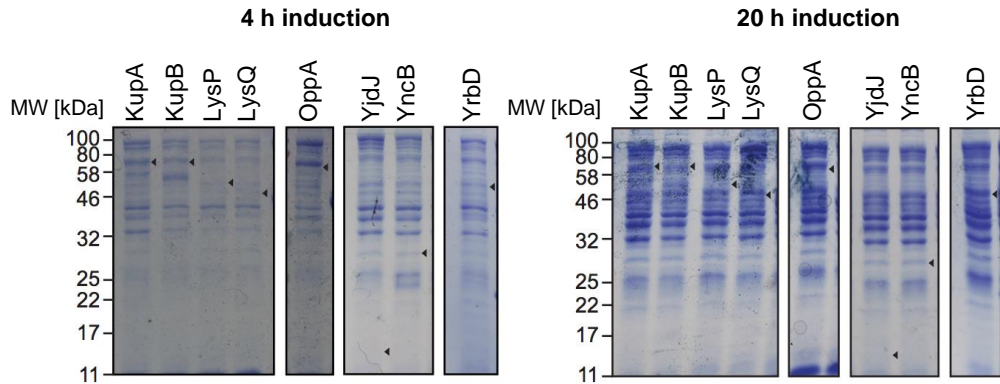 4 h induction
20 h induction
KupA
KupB
LysP
LysQ
OppA
YjdJ
YncB
YrbD
MW [kDa]
100
80
58
46
32
25
22
17
11
KupA
KupB
LysP
LysQ
OppA
YjdJ
YncB
YrbD
MW [kDa]
100
80
58
46
32
25
22
17
11